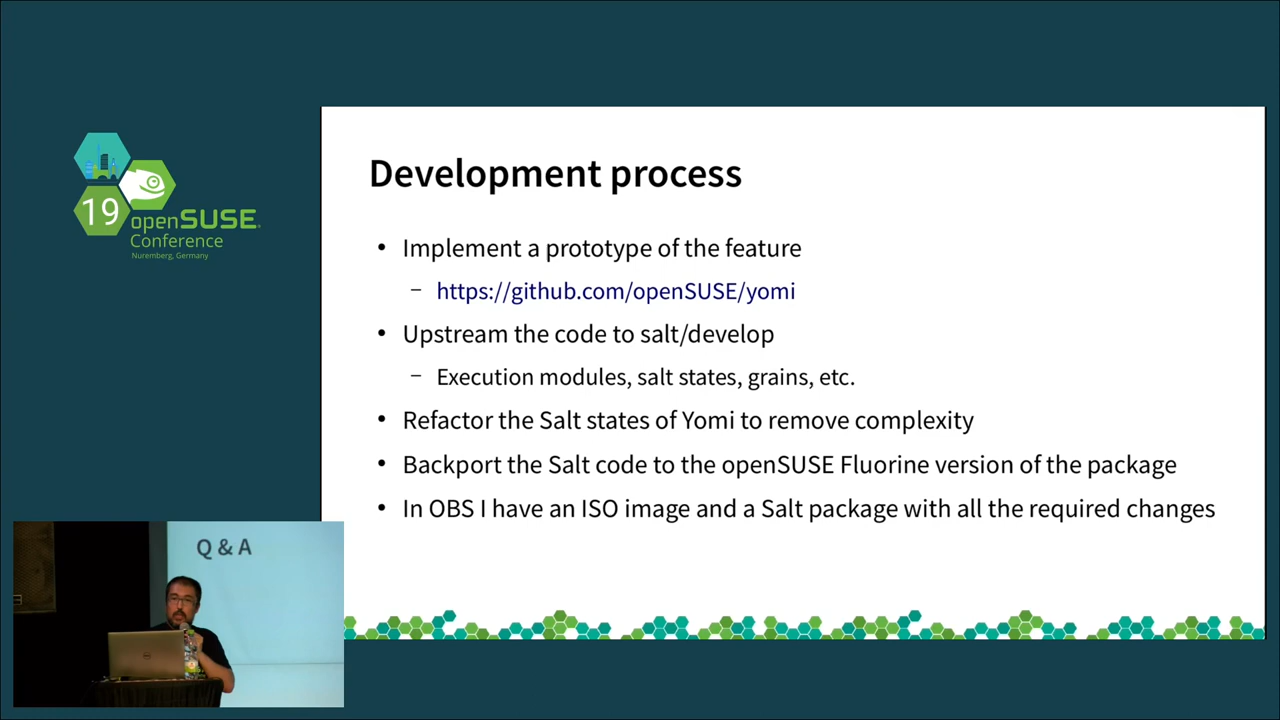 19
openSUSE
Conference
Nuremberg, Germany
Development process
• Implement a prototype of the feature
– https://github.com/openSUSE/yomi
• Upstream the code to salt/develop
– Execution modules, salt states, grains, etc.
• Refactor the Salt states of Yomi to remove complexity
• Backport the Salt code to the openSUSE Fluorine version of the package
• In OBS I have an ISO image and a Salt package with all the required changes
Q & A